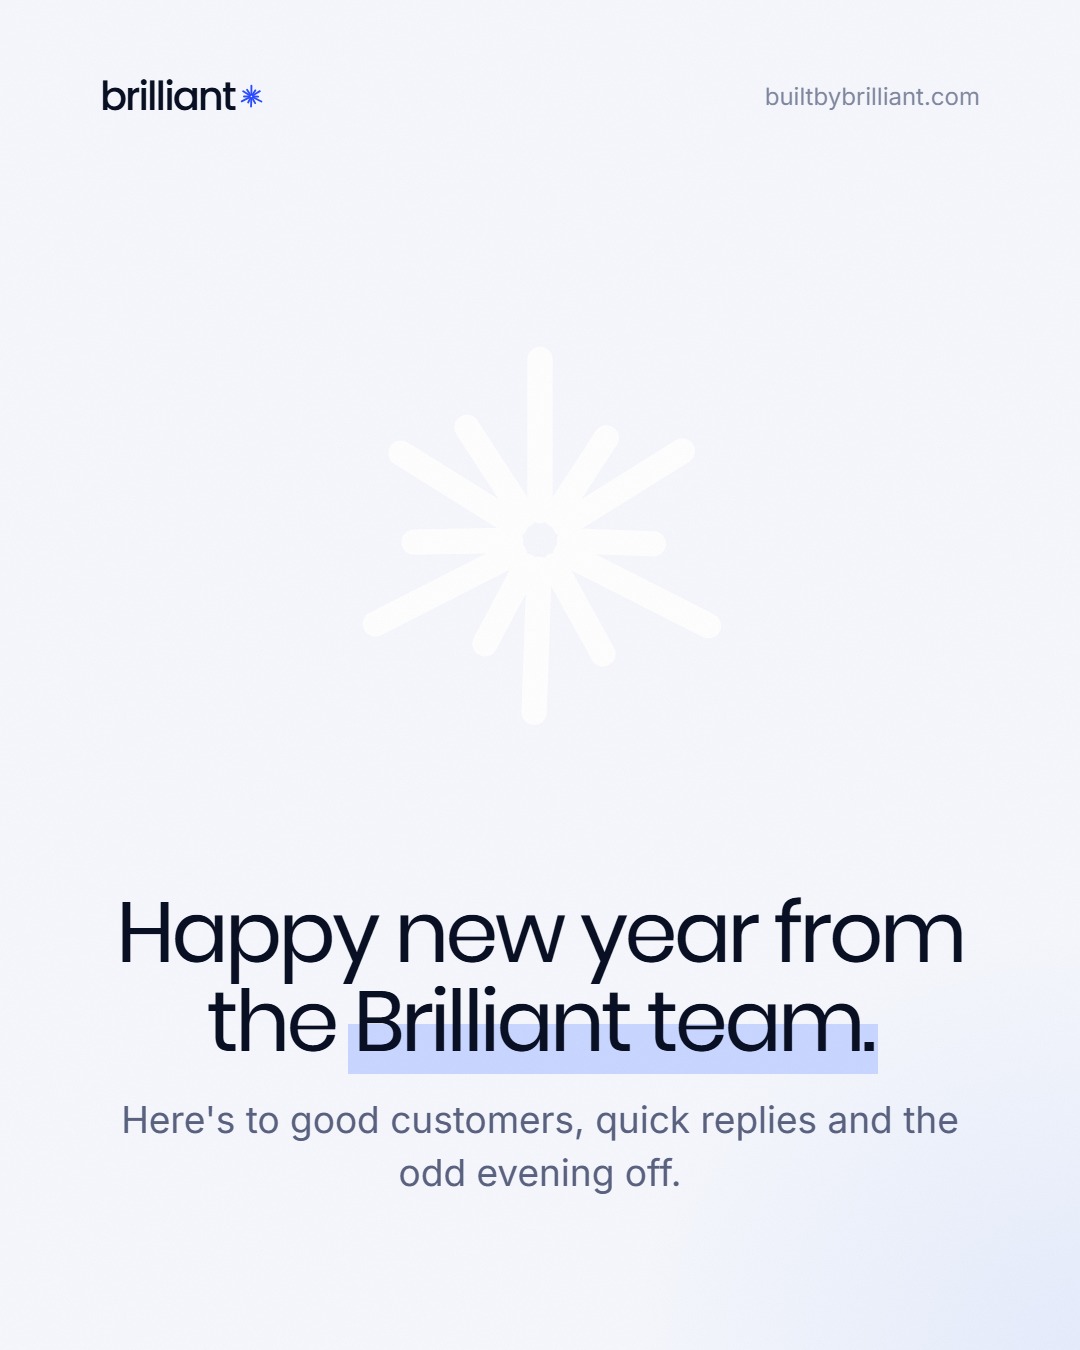 brilliant
builtbybrilliant.com
Happy new year from
the Brilliant team.
Here's to good customers, quick replies and the
odd evening off.